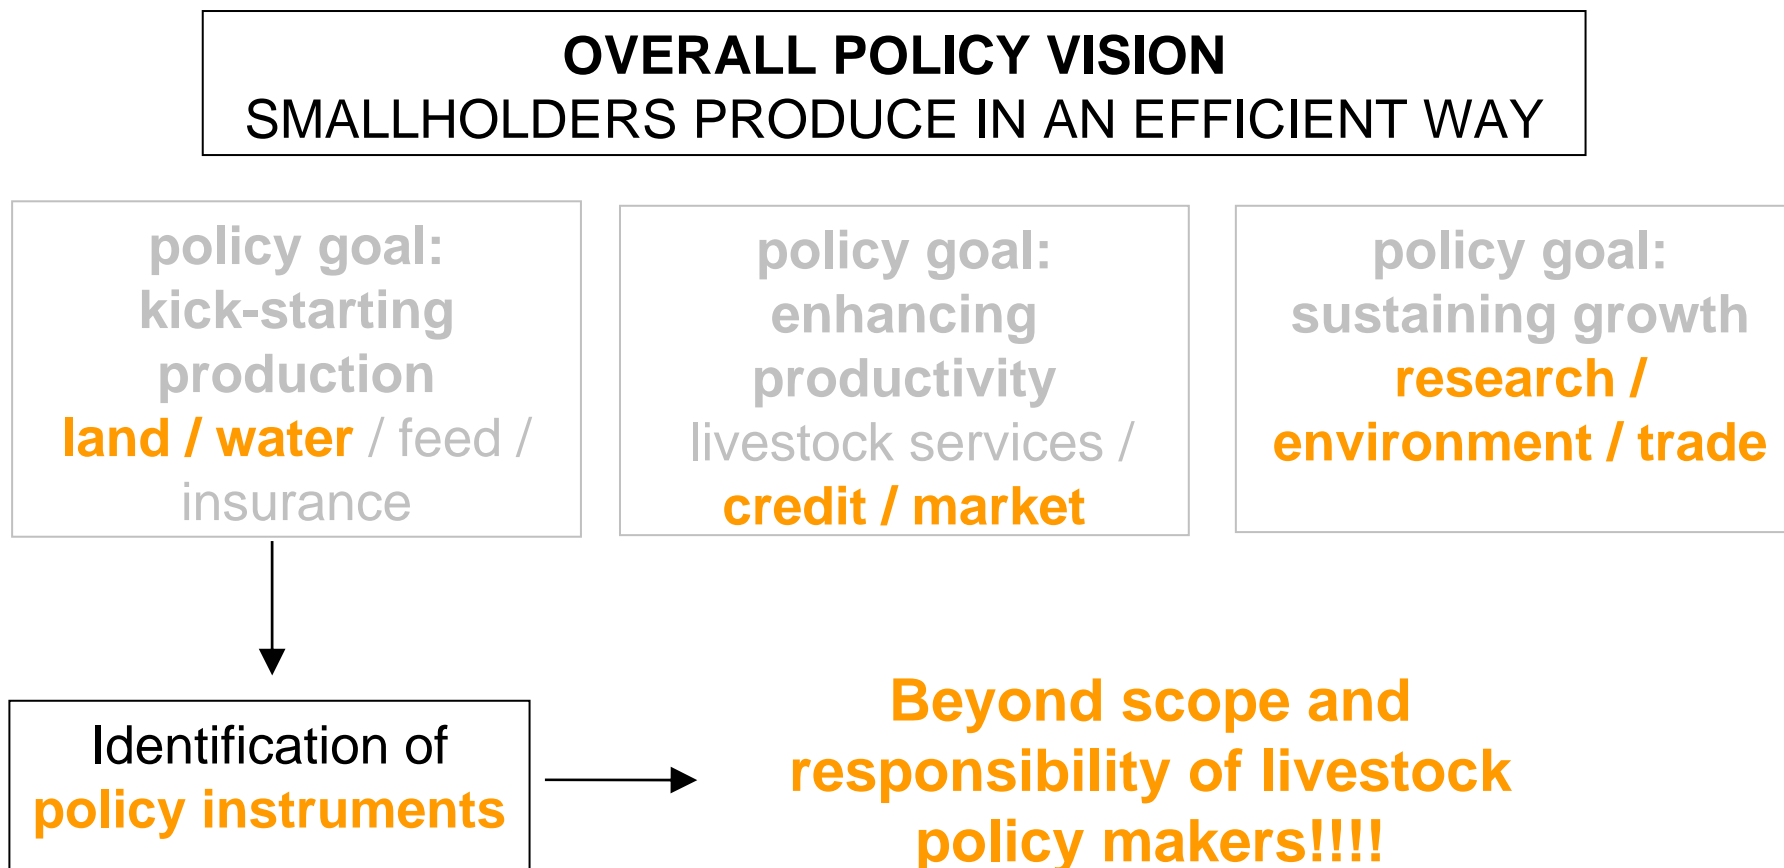 OVERALL POLICY VISION
SMALLHOLDERS PRODUCE IN AN EFFICIENT WAY
policy goal:
kick-starting
production
land / water / feed /
insurance
policy goal:
enhancing
productivity
livestock services /
credit / market
policy goal:
sustaining growth
research /
environment / trade
Identification of
policy instruments
Beyond scope and
responsibility of livestock
policy makers!!!!